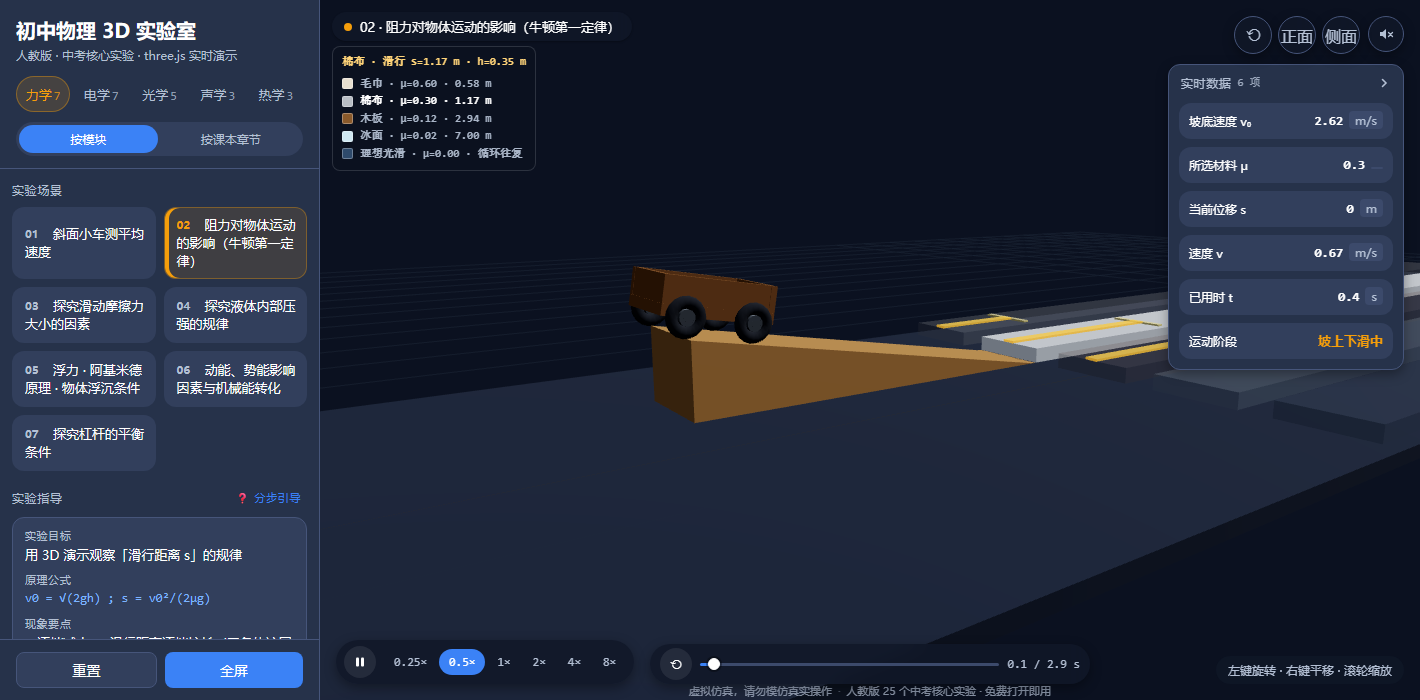 初中物理 3D 实验室
人教版 · 中考核心实验 · three.js 实时演示
力学 7 电学 7 光学 5 声学 3 热学 3
按模块 按课本章节
实验场景
01 斜面小车测平均
速度
02 阻力对物体运动
的影响（牛顿第一定
律）
03 探究滑动摩擦力
大小的因素
04 探究液体内部压
强的规律
05 浮力 · 阿基米德
原理 · 物体浮沉条件
06 动能、势能影响
因素与机械能转化
07 探究杠杆的平衡
条件
实验指导 ❓ 分步引导
实验目标
用 3D 演示观察「滑行距离 s」的规律
原理公式
v0 = √(2gh) ; s = v0²/(2μg)
现象要点
重置 全屏
02 · 阻力对物体运动的影响（牛顿第一定律）
棉布 · 滑行 s=1.17 m · h=0.35 m
毛巾 · μ=0.60 · 0.58 m
棉布 · μ=0.30 · 1.17 m
木板 · μ=0.12 · 2.94 m
冰面 · μ=0.02 · 7.00 m
理想光滑 · μ=0.00 · 循环往复
正面 侧面
实时数据 6 项
坡底速度 v₀ 2.62 m/s
所选材料 μ 0.3
当前位移 s 0 m
速度 v 0.67 m/s
已用时 t 0.4 s
运动阶段 坡上下滑中
0.25× 0.5× 1× 2× 4× 8×
0.1 / 2.9 s
左键旋转 · 右键平移 · 滚轮缩放
虚拟仿真，请勿模仿真实操作 · 人教版 25 个中考核心实验 · 免费打开即用